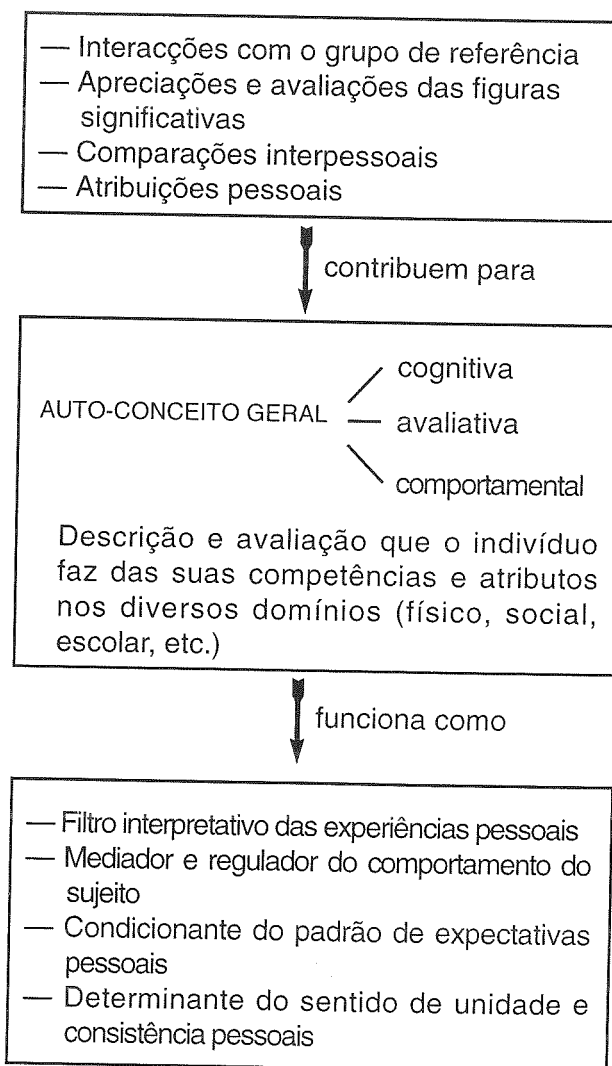 — Interacções com o grupo de referência
— Apreciações e avaliações das figuras
significativas
— Comparações interpessoais
— Atribuições pessoais
contribuem para
cognitiva
AUTO-CONCEITO GERAL — avaliativa
comportamental
Descrição e avaliação que o indivíduo
faz das suas competências e atributos
nos diversos domínios (físico, social,
escolar, etc.)
funciona como
— Filtro interpretativo das experiências pessoais
— Mediador e regulador do comportamento do
sujeito
— Condicionante do padrão de expectativas
pessoais
— Determinante do sentido de unidade e
consistência pessoais